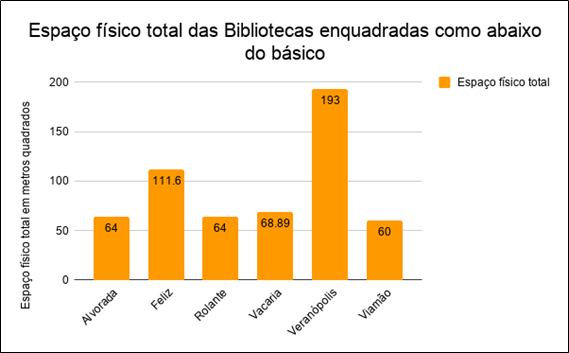 Espaço físico total das Bibliotecas enquadradas como abaixo
do básico
Espaço físico total
Espaço físico total em metros quadrados
200
150
100
50
0
64
111.6
64
68.89
193
60
Alvorada
Feliz
Rolante
Vacaria
Veranópolis
Viamão